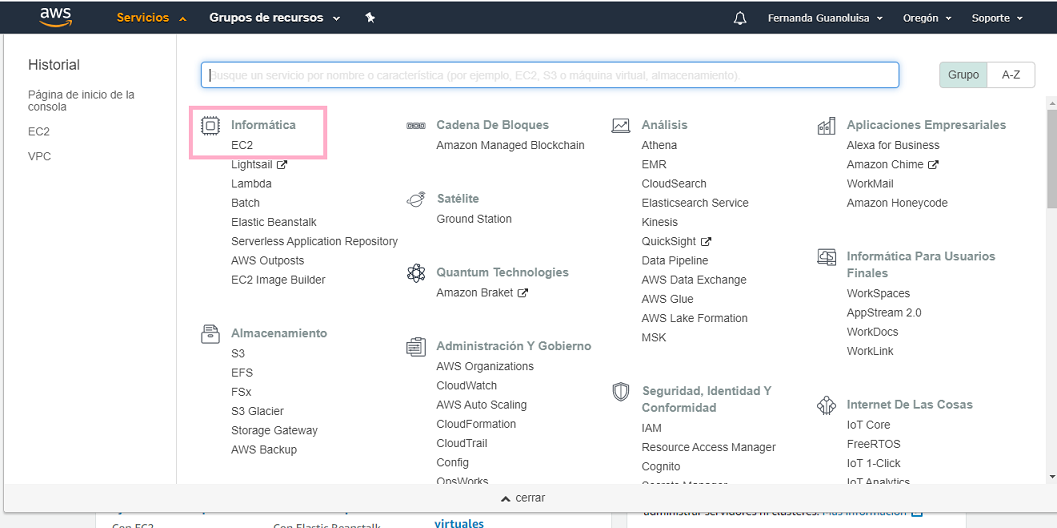 aws
Servicios
Grupos de recursos
Fernanda Guanoluisa
Oregón
Soporte
Historial
Página de inicio de la
consola
EC2
VPC
Busque un servicio por nombre o característica (por ejemplo, EC2, S3 o máquina virtual, almacenamiento).
Grupo
A-Z
Informática
EC2
Lightsail
Lambda
Batch
Elastic Beanstalk
Serverless Application Repository
AWS Outposts
EC2 Image Builder
Almacenamiento
S3
EFS
FSx
S3 Glacier
Storage Gateway
AWS Backup
Cadena De Bloques
Amazon Managed Blockchain
Satélite
Ground Station
Quantum Technologies
Amazon Braket
Administración Y Gobierno
AWS Organizations
CloudWatch
AWS Auto Scaling
CloudFormation
CloudTrail
Config
OpsWorks
Análisis
Athena
EMR
CloudSearch
Elasticsearch Service
Kinesis
QuickSight
Data Pipeline
AWS Data Exchange
AWS Glue
AWS Lake Formation
MSK
Seguridad, Identidad Y
Conformidad
IAM
Resource Access Manager
Cognito
Secrets Manager
Aplicaciones Empresariales
Alexa for Business
Amazon Chime
WorkMail
Amazon Honeycode
Informática Para Usuarios
Finales
WorkSpaces
AppStream 2.0
WorkDocs
WorkLink
Internet De Las Cosas
IoT Core
FreeRTOS
IoT 1-Click
IoT Analytics
cerrar
Con EC2
Con Elastic Beanstalk
virtuales
administrar servidores ni clústeres. Más información